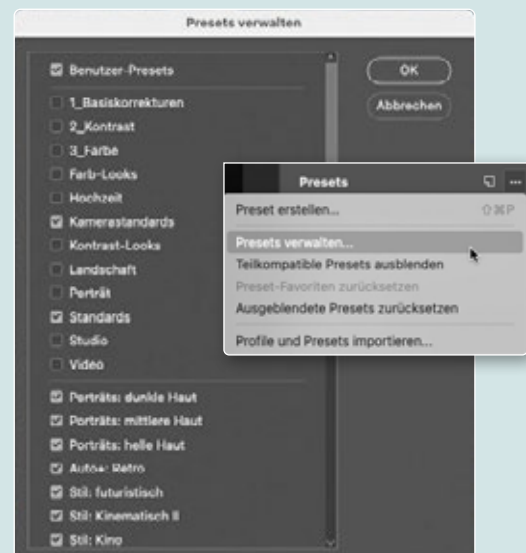 Presets verwalten
Benutzer-Presets
OK
Abbrechen
1_Basiskorrekturen
2_Kontrast
3_Farbe
Farb-Looks
Hochzeit
Kamerastandards
Kontrast-Looks
Landschaft
Porträt
Standards
Studio
Video
Porträts: dunkle Haut
Porträts: mittlere Haut
Porträts: helle Haut
Auto+: Retro
Stil: futuristisch
Stil: Kinematisch II
Stil: Kino
Presets
Preset erstellen... ⇧⌘P
Presets verwalten...
Teilkompatible Presets ausblenden
Preset-Favoriten zurücksetzen
Ausgeblendete Presets zurücksetzen
Profile und Presets importieren...